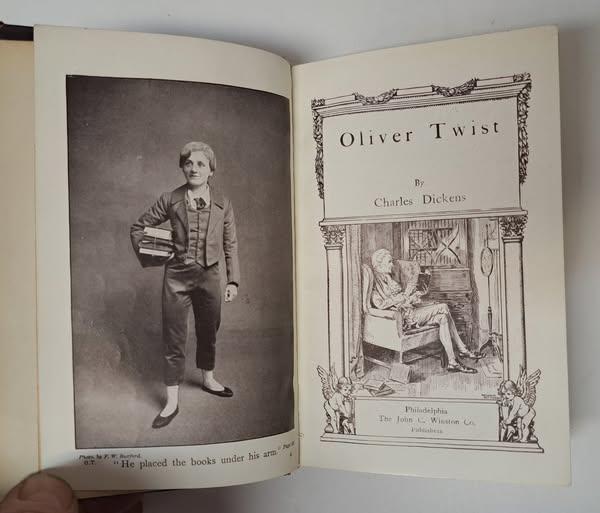 Photo. by F. W. Burford.
O.T. "He placed the books under his arm." Page
Oliver Twist
By
Charles Dickens
Philadelphia
The John C. Winston Co.
Publishers